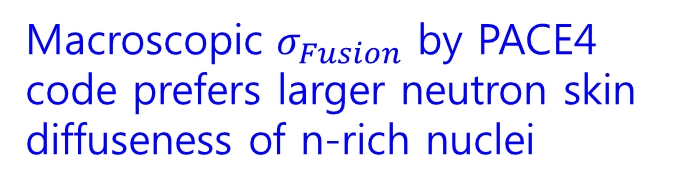 Macroscopic σ_Fusion by PACE4
code prefers larger neutron skin
diffuseness of n-rich nuclei